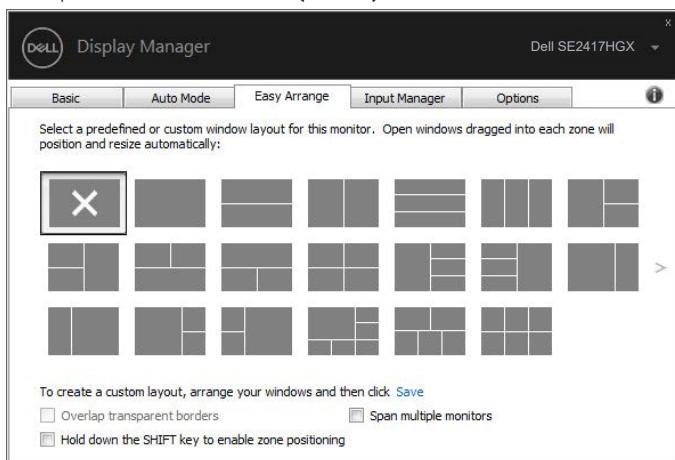 x
DELL Display Manager Dell SE2417HGX
Basic Auto Mode Easy Arrange Input Manager Options i
Select a predefined or custom window layout for this monitor. Open windows dragged into each zone will
position and resize automatically:
>
To create a custom layout, arrange your windows and then click Save
Overlap transparent borders Span multiple monitors
Hold down the SHIFT key to enable zone positioning